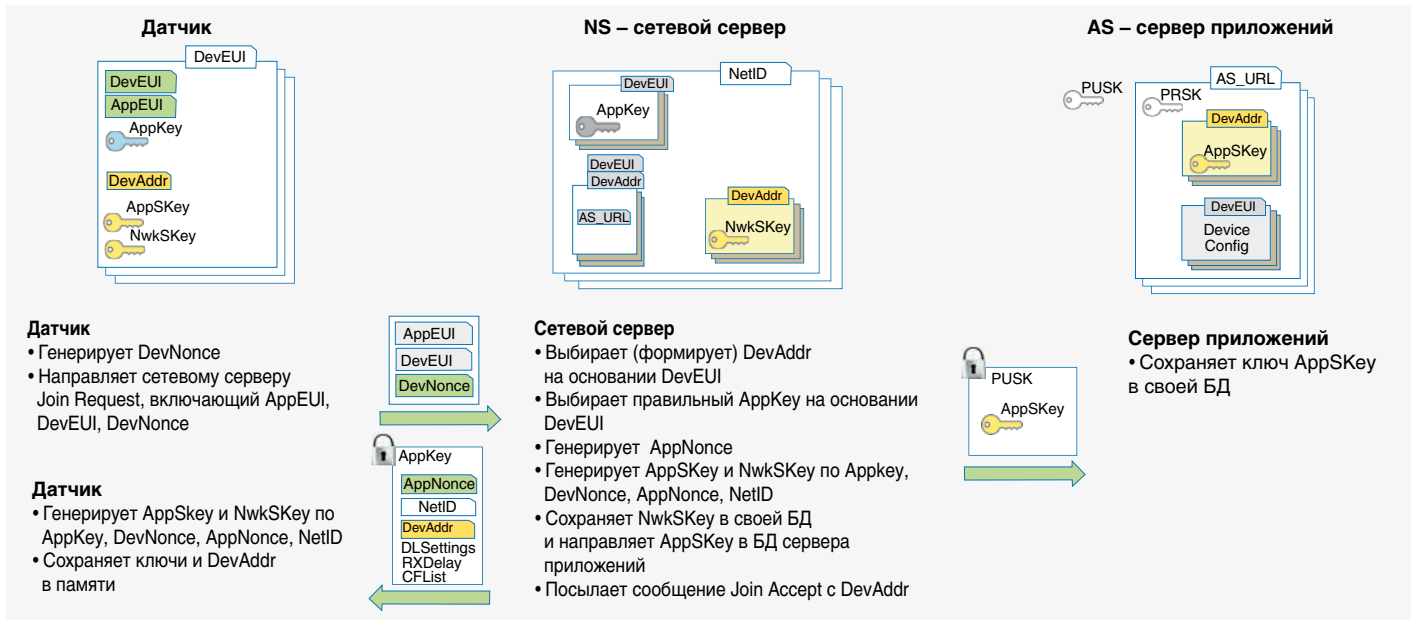 Датчик
DevEUI
DevEUI
AppEUI
AppKey
DevAddr
AppSKey
NwkSKey
NS – сетевой сервер
NetID
DevEUI
AppKey
DevEUI
DevAddr
AS_URL
DevAddr
NwkSKey
AS – сервер приложений
PUSK
AS_URL
PRSK
DevAddr
AppSKey
DevEUI
Device
Config
Датчик
• Генерирует DevNonce
• Направляет сетевому серверу
Join Request, включающий AppEUI,
DevEUI, DevNonce
Датчик
• Генерирует AppSkey и NwkSKey по
AppKey, DevNonce, AppNonce, NetID
• Сохраняет ключи и DevAddr
в памяти
AppEUI
DevEUI
DevNonce
AppKey
AppNonce
NetID
DevAddr
DLSettings
RXDelay
CFList
Сетевой сервер
• Выбирает (формирует) DevAddr
на основании DevEUI
• Выбирает правильный AppKey на основании
DevEUI
• Генерирует AppNonce
• Генерирует AppSKey и NwkSKey по Appkey,
DevNonce, AppNonce, NetID
• Сохраняет NwkSKey в своей БД
и направляет AppSKey в БД сервера
приложений
• Посылает сообщение Join Accept с DevAddr
PUSK
AppSKey
Сервер приложений
• Сохраняет ключ AppSKey
в своей БД